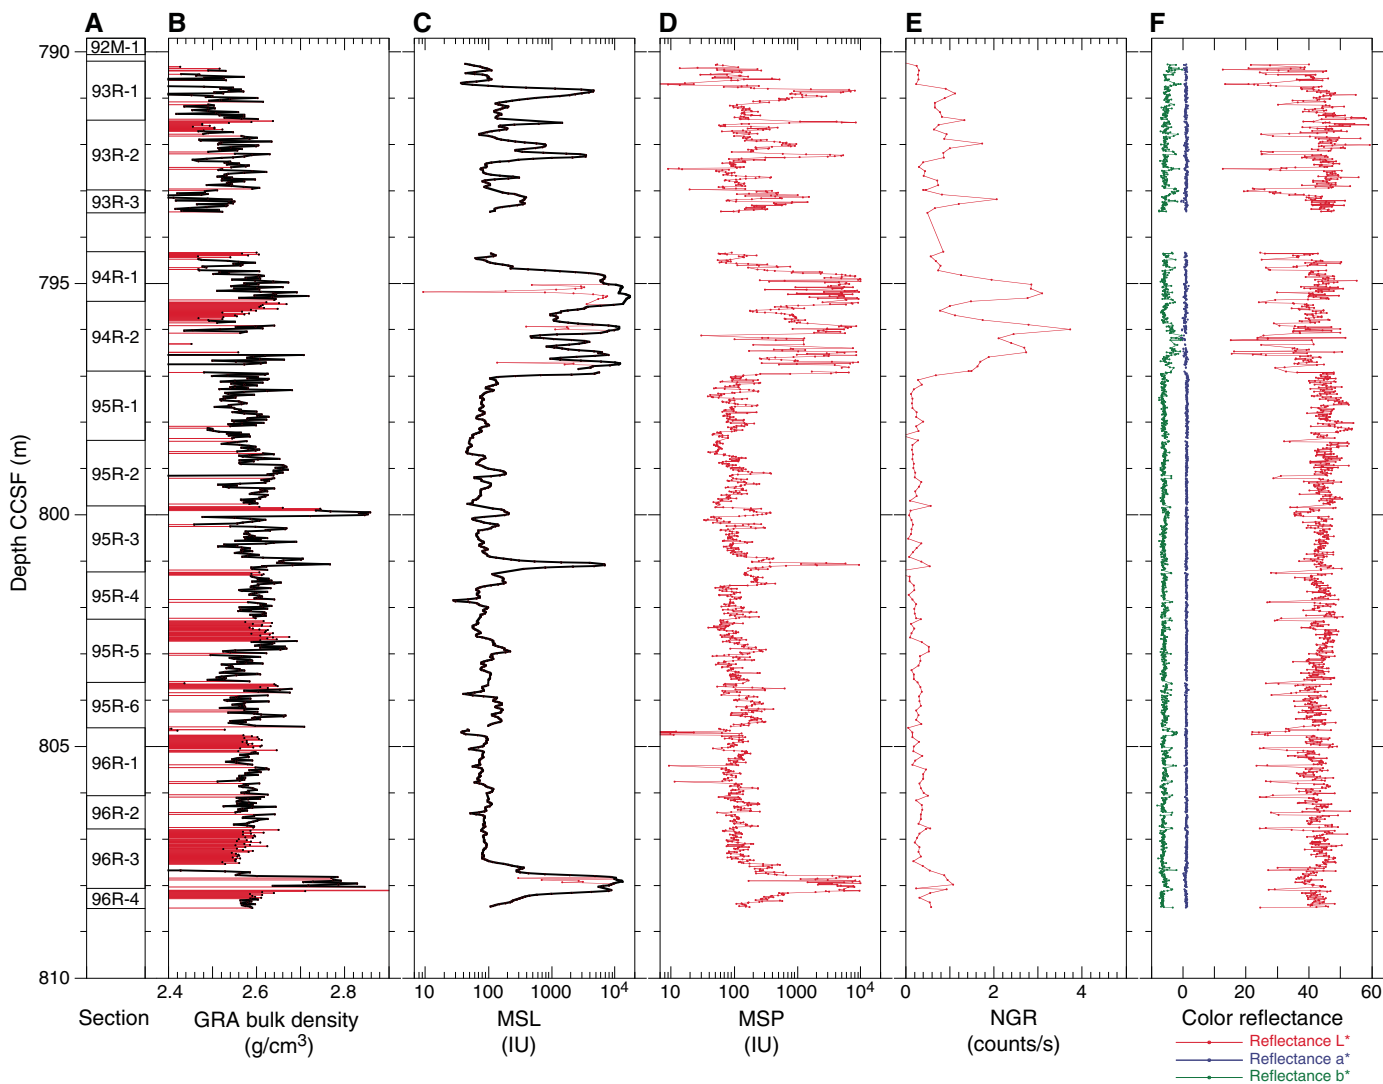 A B C D E F
790
795
800
805
810
Depth CCSF (m)
92M-1
93R-1
93R-2
93R-3
94R-1
94R-2
95R-1
95R-2
95R-3
95R-4
95R-5
95R-6
96R-1
96R-2
96R-3
96R-4
2.4 2.6 2.8
10 100 1000 10⁴
10 100 1000 10⁴
0 2 4
0 20 40 60
Section
GRA bulk density
(g/cm³)
MSL
(IU)
MSP
(IU)
NGR
(counts/s)
Color reflectance
Reflectance L*
Reflectance a*
Reflectance b*